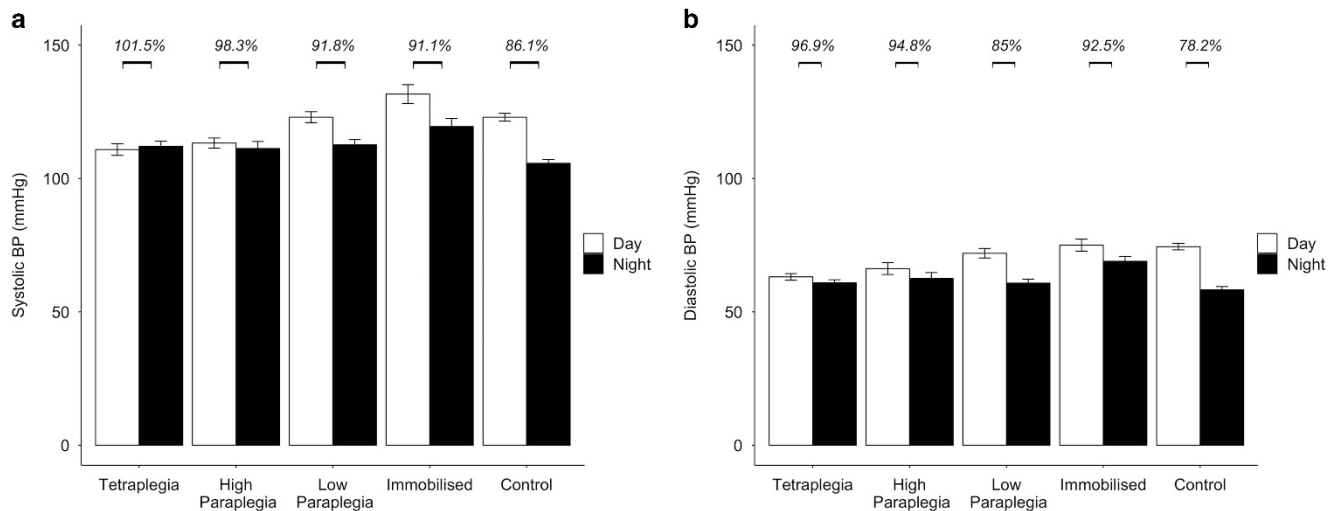 a
150
100
50
0
Systolic BP (mmHg)
101.5%
98.3%
91.8%
91.1%
86.1%
Day
Night
Tetraplegia
High
Paraplegia
Low
Paraplegia
Immobilised
Control
b
150
100
50
0
Diastolic BP (mmHg)
96.9%
94.8%
85%
92.5%
78.2%
Day
Night
Tetraplegia
High
Paraplegia
Low
Paraplegia
Immobilised
Control